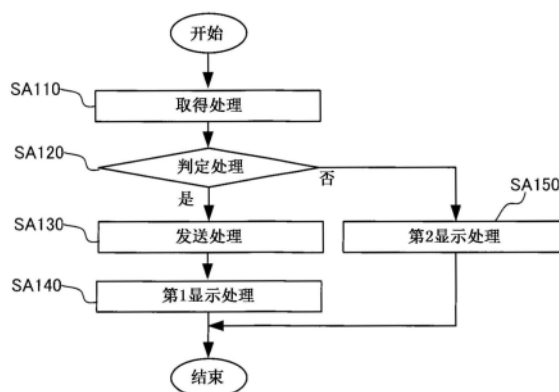 开始
SA110
取得处理
SA120
判定处理
否
是
SA150
SA130
发送处理
第2显示处理
SA140
第1显示处理
结束